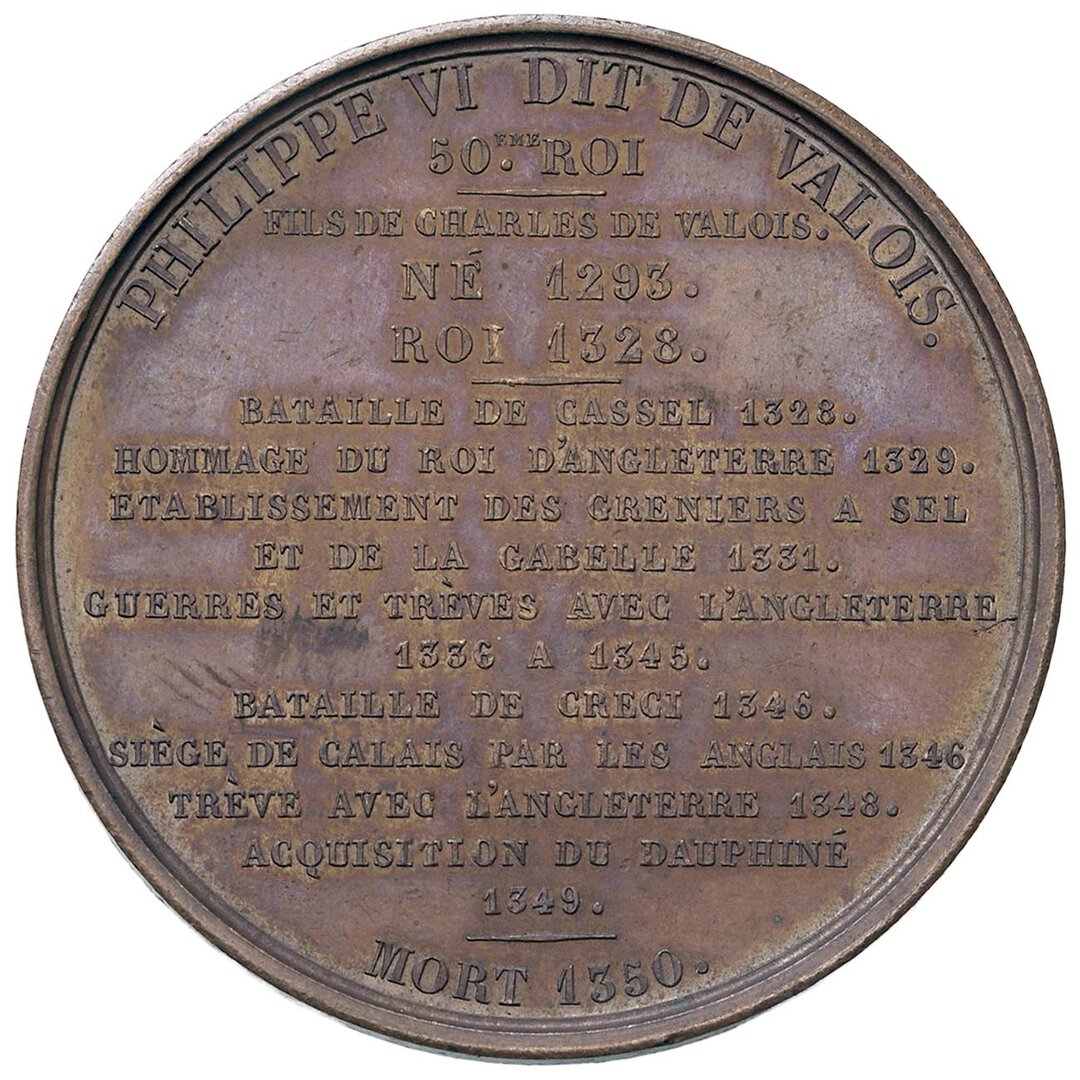 PHILIPPE VI DIT DE VALOIS.
50.EME ROI
FILS DE CHARLES DE VALOIS.
NÉ 1293.
ROI 1328.
BATAILLE DE CASSEL 1328.
HOMMAGE DU ROI D'ANGLETERRE 1329.
ETABLISSEMENT DES GRENIERS A SEL
ET DE LA GABELLE 1331.
GUERRES ET TRÈVES AVEC L'ANGLETERRE
1336 A 1345.
BATAILLE DE CRECI 1346.
SIÈGE DE CALAIS PAR LES ANGLAIS 1346
TRÈVE AVEC L'ANGLETERRE 1348.
ACQUISITION DU DAUPHINÉ
1349.
MORT 1350.